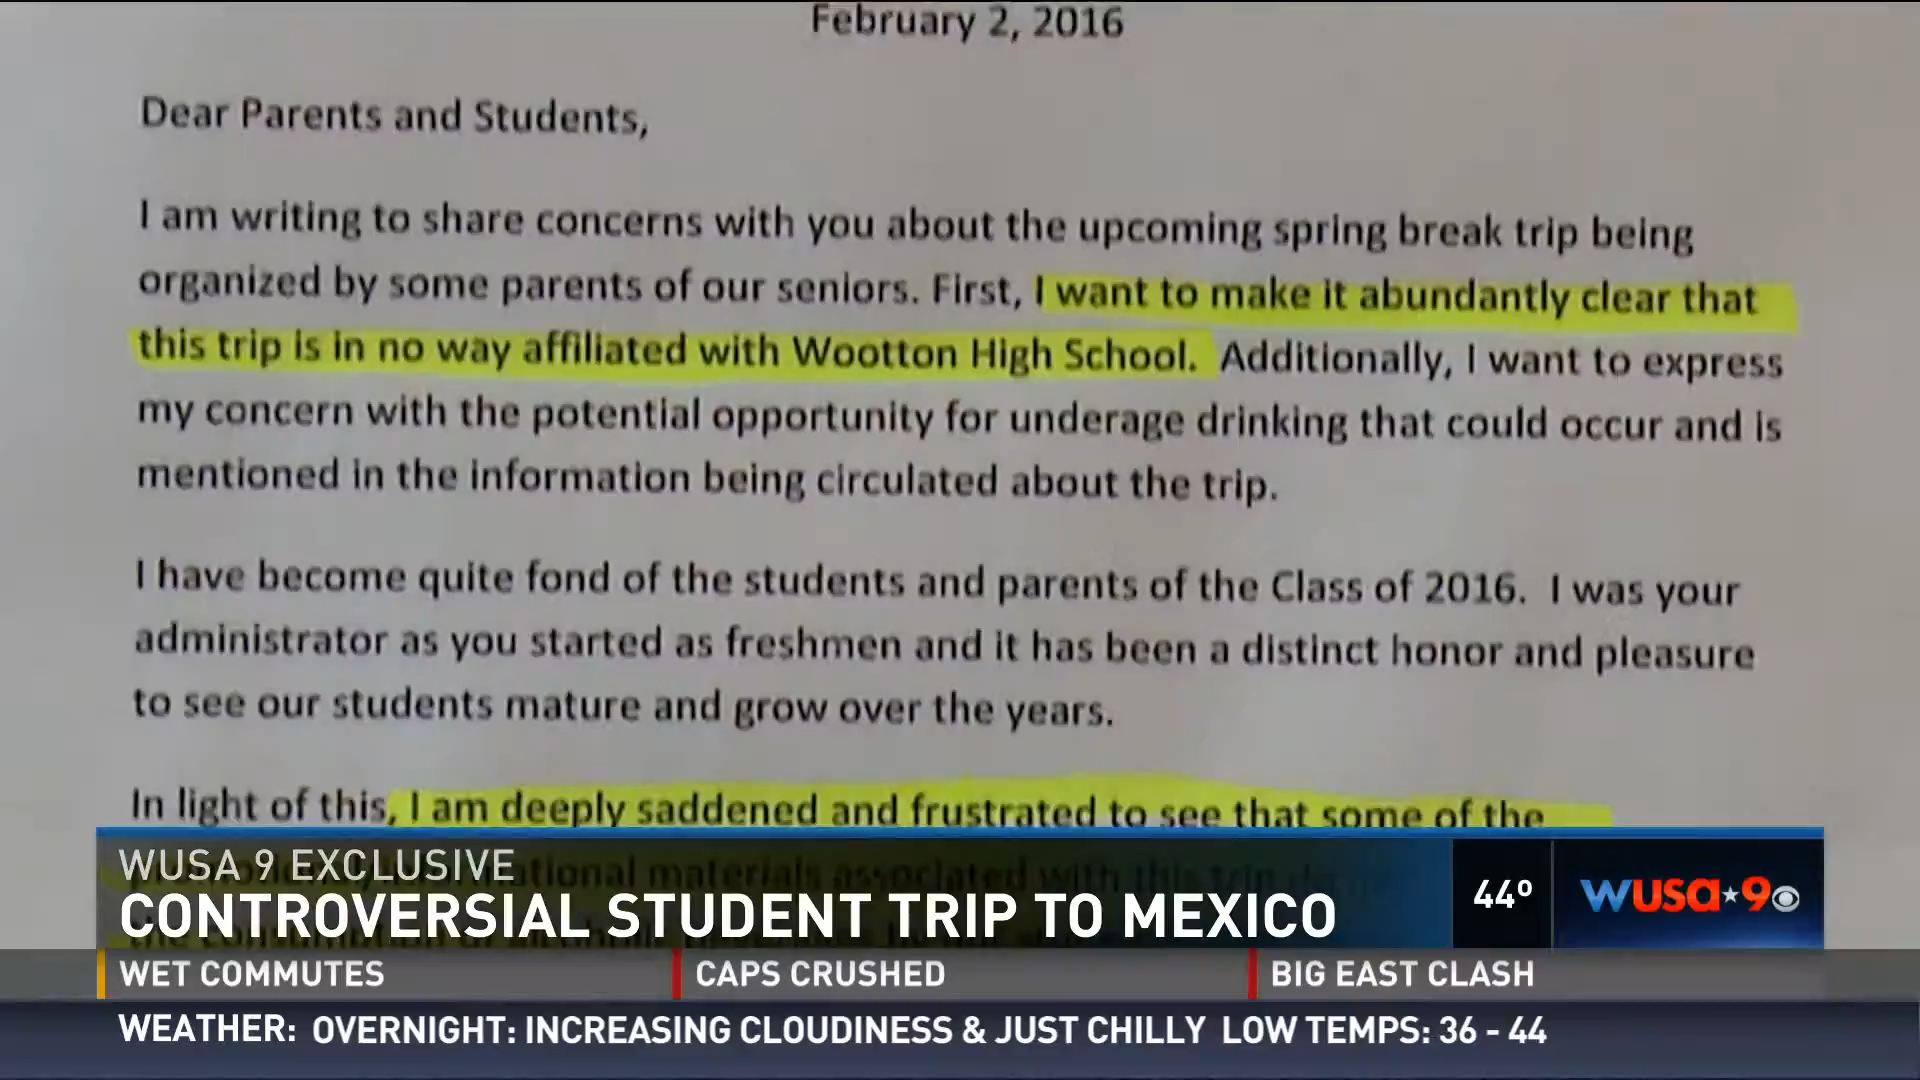 February 2, 2016
Dear Parents and Students,
I am writing to share concerns with you about the upcoming spring break trip being
organized by some parents of our seniors. First, I want to make it abundantly clear that
this trip is in no way affiliated with Wootton High School. Additionally, I want to express
my concern with the potential opportunity for underage drinking that could occur and is
mentioned in the information being circulated about the trip.
I have become quite fond of the students and parents of the Class of 2016. I was your
administrator as you started as freshmen and it has been a distinct honor and pleasure
to see our students mature and grow over the years.
In light of this, I am deeply saddened and frustrated to see that some of the
materials associated with this trip
WUSA 9 EXCLUSIVE
CONTROVERSIAL STUDENT TRIP TO MEXICO
44º
WUSA★9
WET COMMUTES
CAPS CRUSHED
BIG EAST CLASH
WEATHER: OVERNIGHT: INCREASING CLOUDINESS & JUST CHILLY LOW TEMPS: 36 - 44